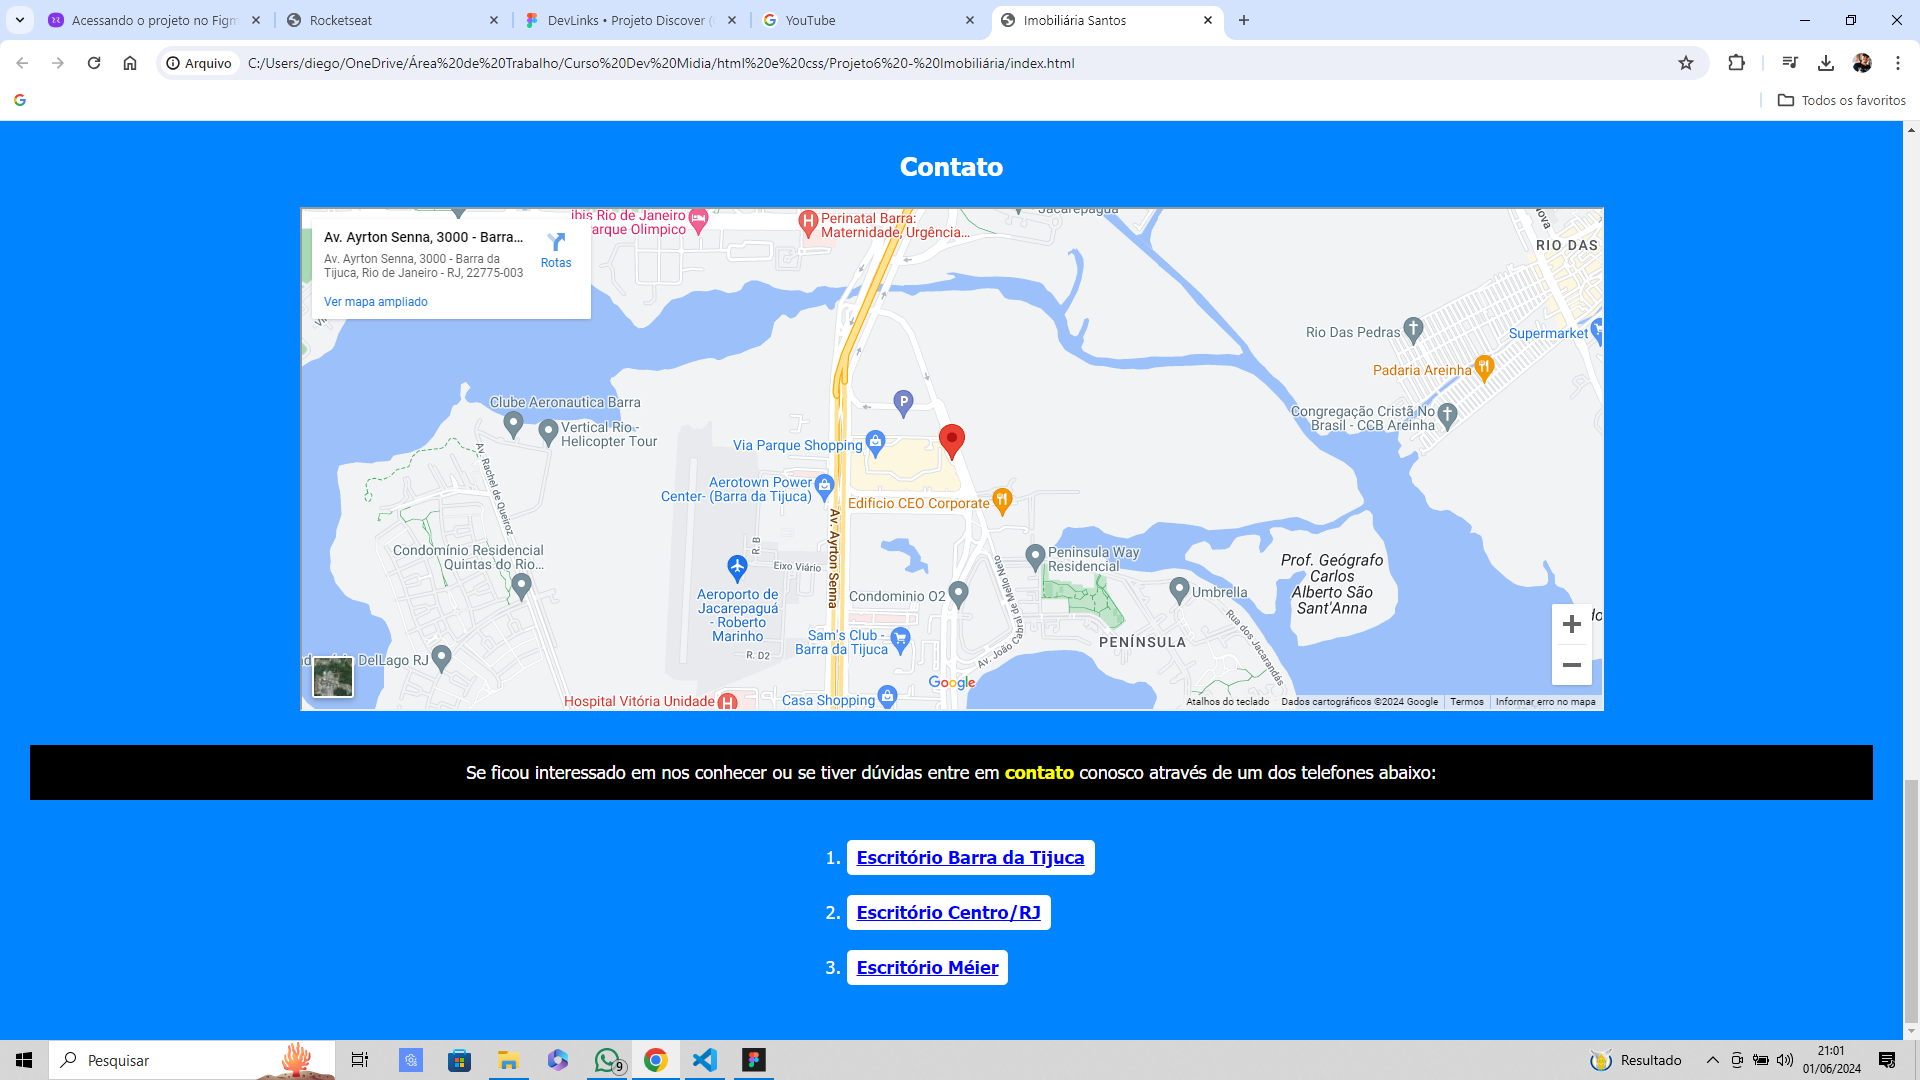 Acessando o projeto no Figm
Rocketseat
DevLinks • Projeto Discover (
YouTube
Imobiliária Santos
Arquivo
C:/Users/diego/OneDrive/Área%20de%20Trabalho/Curso%20Dev%20Midia/html%20e%20css/Projeto6%20-%20Imobiliária/index.html
Todos os favoritos
Contato
Av. Ayrton Senna, 3000 - Barra...
Av. Ayrton Senna, 3000 - Barra da
Tijuca, Rio de Janeiro - RJ, 22775-003
Rotas
Ver mapa ampliado
ibis Rio de Janeiro
arque Olimpico
Perinatal Barra:
Maternidade, Urgência...
Jacarepaguá
RIO DAS
Rio Das Pedras
Supermarket
Padaria Areinha
Congregação Cristã No
Brasil - CCB Areinha
Clube Aeronautica Barra
Vertical Rio -
Helicopter Tour
Av. Rachel de Queiroz
Via Parque Shopping
Aerotown Power
Center- (Barra da Tijuca)
Edificio CEO Corporate
Av. Ayrton Senna
R. B
Eixo Viário
Condomínio Residencial
Quintas do Rio...
Aeroporto de
Jacarepaguá
- Roberto
Marinho
Condominio O2
Peninsula Way
Residencial
Umbrella
Prof. Geógrafo
Carlos
Alberto São
Sant'Anna
Sam's Club -
Barra da Tijuca
R. D2
Av. João Cabral de Mello Neto
PENÍNSULA
Rua dos Jacarandás
DelLago RJ
Hospital Vitória Unidade
Casa Shopping
Google
Atalhos do teclado
Dados cartográficos ©2024 Google
Termos
Informar erro no mapa
Se ficou interessado em nos conhecer ou se tiver dúvidas entre em contato conosco através de um dos telefones abaixo:
1. Escritório Barra da Tijuca
2. Escritório Centro/RJ
3. Escritório Méier
Pesquisar
9
Resultado
21:01
01/06/2024